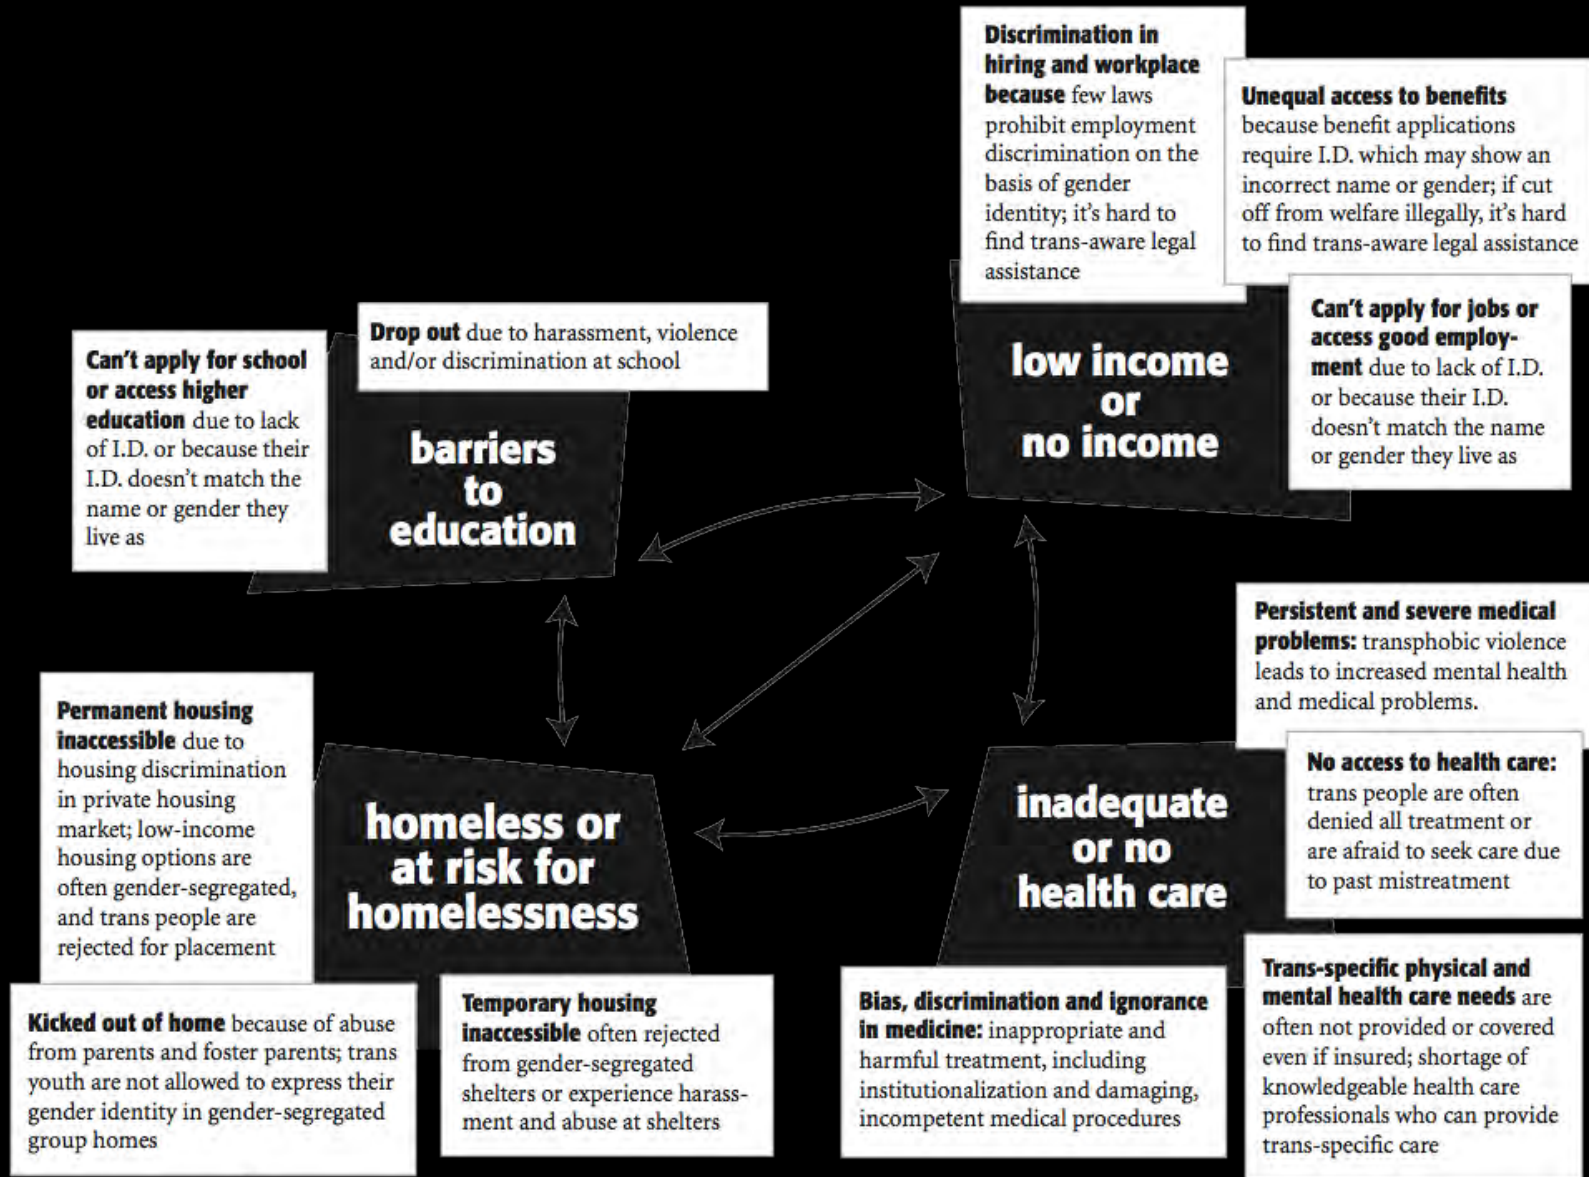 Discrimination in
hiring and workplace
because few laws
prohibit employment
discrimination on the
basis of gender
identity; it's hard to
find trans-aware legal
assistance
Unequal access to benefits
because benefit applications
require I.D. which may show an
incorrect name or gender; if cut
off from welfare illegally, it's hard
to find trans-aware legal assistance
Can't apply for jobs or
access good employ-
ment due to lack of I.D.
or because their I.D.
doesn't match the name
or gender they live as
low income
or
no income
Can't apply for school
or access higher
education due to lack
of I.D. or because their
I.D. doesn't match the
name or gender they
live as
Drop out due to harassment, violence
and/or discrimination at school
barriers
to
education
Permanent housing
inaccessible due to
housing discrimination
in private housing
market; low-income
housing options are
often gender-segregated,
and trans people are
rejected for placement
homeless or
at risk for
homelessness
Kicked out of home because of abuse
from parents and foster parents; trans
youth are not allowed to express their
gender identity in gender-segregated
group homes
Temporary housing
inaccessible often rejected
from gender-segregated
shelters or experience harass-
ment and abuse at shelters
Persistent and severe medical
problems: transphobic violence
leads to increased mental health
and medical problems.
No access to health care:
trans people are often
denied all treatment or
are afraid to seek care due
to past mistreatment
inadequate
or no
health care
Bias, discrimination and ignorance
in medicine: inappropriate and
harmful treatment, including
institutionalization and damaging,
incompetent medical procedures
Trans-specific physical and
mental health care needs are
often not provided or covered
even if insured; shortage of
knowledgeable health care
professionals who can provide
trans-specific care